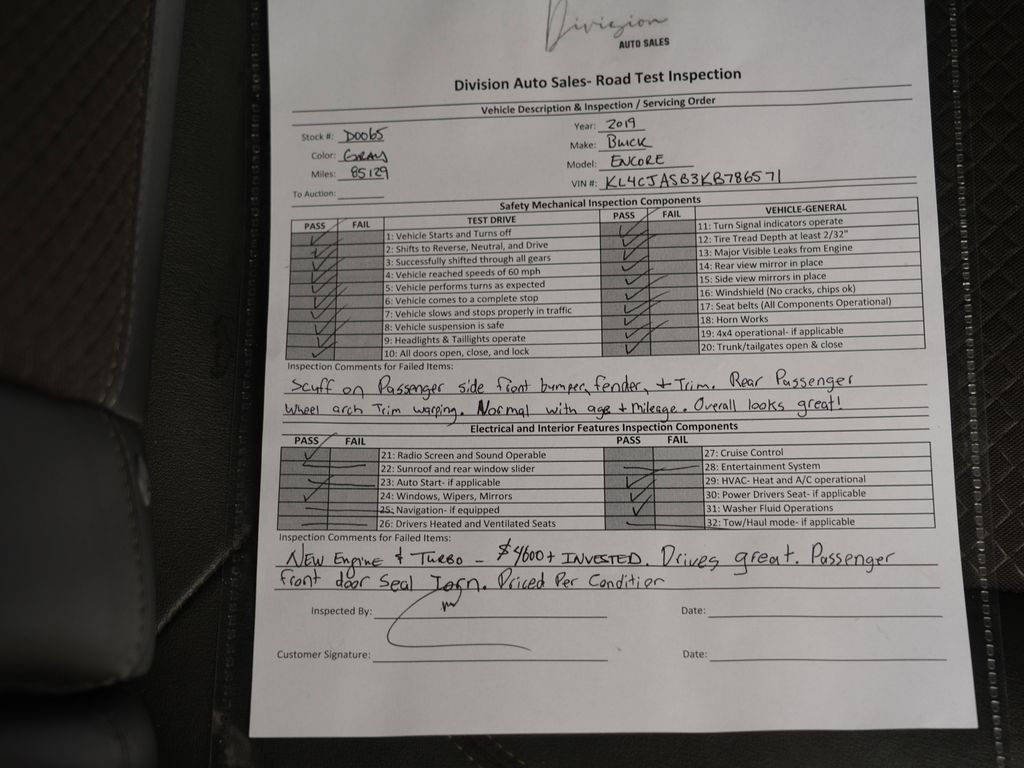 Division
AUTO SALES
Division Auto Sales- Road Test Inspection
Vehicle Description & Inspection / Servicing Order
Stock #: D0065
Year: 2019
Color: GRAY
Make: BUICK
Miles: 85129
Model: ENCORE
To Auction:
VIN #: KL4CJASB3KB786571
Safety Mechanical Inspection Components
PASS FAIL TEST DRIVE PASS FAIL VEHICLE-GENERAL
1: Vehicle Starts and Turns off 11: Turn Signal indicators operate
2: Shifts to Reverse, Neutral, and Drive 12: Tire Tread Depth at least 2/32"
3: Successfully shifted through all gears 13: Major Visible Leaks from Engine
4: Vehicle reached speeds of 60 mph 14: Rear view mirror in place
5: Vehicle performs turns as expected 15: Side view mirrors in place
6: Vehicle comes to a complete stop 16: Windshield (No cracks, chips ok)
7: Vehicle slows and stops properly in traffic 17: Seat belts (All Components Operational)
8: Vehicle suspension is safe 18: Horn Works
9: Headlights & Taillights operate 19: 4x4 operational- if applicable
10: All doors open, close, and lock 20: Trunk/tailgates open & close
Inspection Comments for Failed Items:
Scuff on Passenger side front bumper, fender, + Trim. Rear Passenger
Wheel arch Trim warping. Normal with age + Mileage. Overall looks great!
Electrical and Interior Features Inspection Components
PASS FAIL PASS FAIL
21: Radio Screen and Sound Operable 27: Cruise Control
22: Sunroof and rear window slider 28: Entertainment System
23: Auto Start- if applicable 29: HVAC- Heat and A/C operational
24: Windows, Wipers, Mirrors 30: Power Drivers Seat- if applicable
25: Navigation- if equipped 31: Washer Fluid Operations
26: Drivers Heated and Ventilated Seats 32: Tow/Haul mode- if applicable
Inspection Comments for Failed Items:
NEW Engine & TURBO - $4600+ INVESTED. Drives great. Passenger
front door Seal Torn. Priced Per Condition
Inspected By: Date:
Customer Signature: Date: